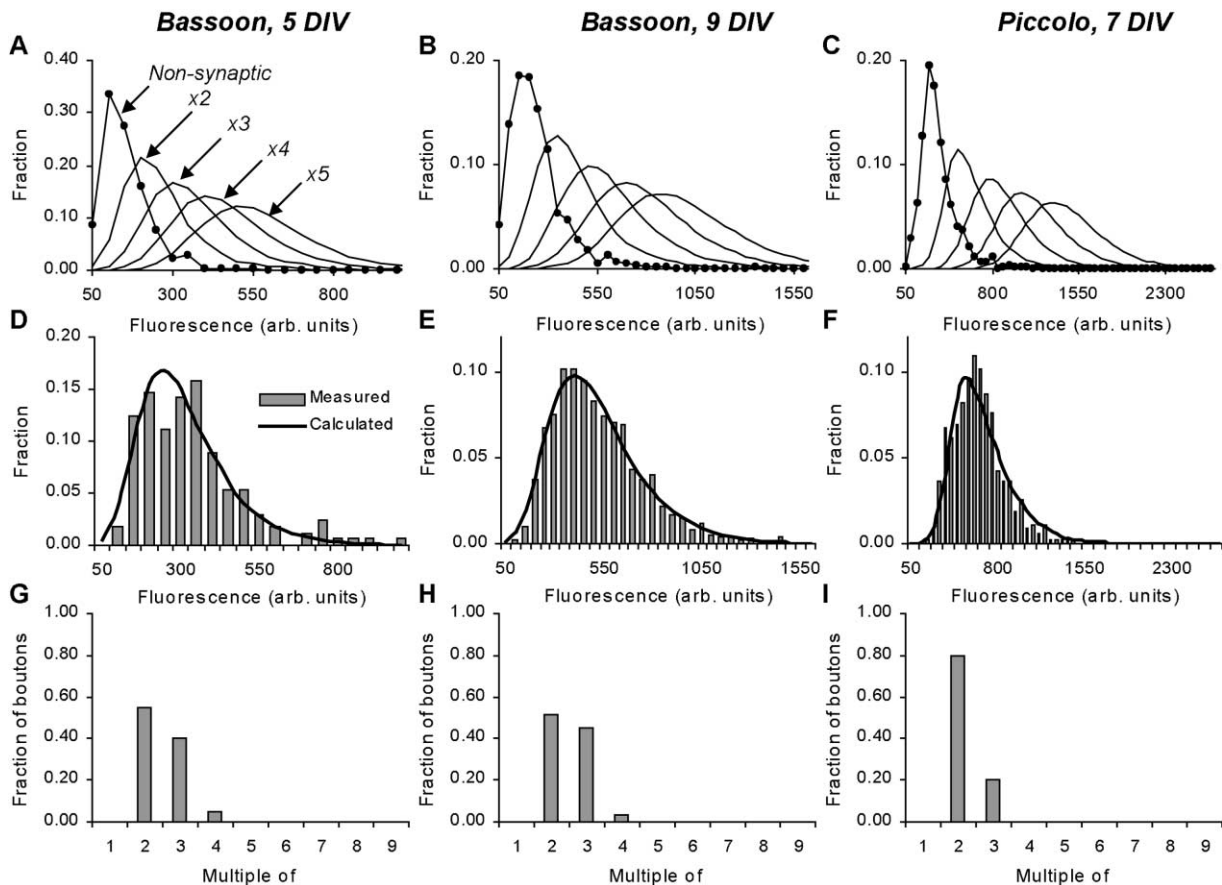 Bassoon, 5 DIV
Bassoon, 9 DIV
Piccolo, 7 DIV
A
0.40
0.30
0.20
0.10
0.00
Fraction
Non-synaptic
x2
x3
x4
x5
50 300 550 800
Fluorescence (arb. units)
B
0.20
0.10
0.00
Fraction
50 550 1050 1550
Fluorescence (arb. units)
C
0.20
0.10
0.00
Fraction
50 800 1550 2300
Fluorescence (arb. units)
D
0.20
0.15
0.10
0.05
0.00
Fraction
Measured
Calculated
50 300 550 800
Fluorescence (arb. units)
E
0.10
0.05
0.00
Fraction
50 550 1050 1550
Fluorescence (arb. units)
F
0.10
0.05
0.00
Fraction
50 800 1550 2300
Fluorescence (arb. units)
G
1.00
0.80
0.60
0.40
0.20
0.00
Fraction of boutons
1 2 3 4 5 6 7 8 9
Multiple of
H
1.00
0.80
0.60
0.40
0.20
0.00
Fraction of boutons
1 2 3 4 5 6 7 8 9
Multiple of
I
1.00
0.80
0.60
0.40
0.20
0.00
Fraction of boutons
1 2 3 4 5 6 7 8 9
Multiple of